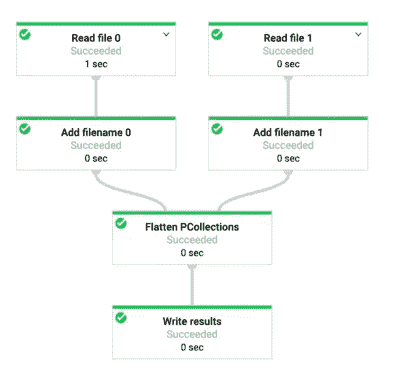 Read file 0
Succeeded
1 sec
Read file 1
Succeeded
0 sec
Add filename 0
Succeeded
0 sec
Add filename 1
Succeeded
0 sec
Flatten PCollections
Succeeded
0 sec
Write results
Succeeded
0 sec